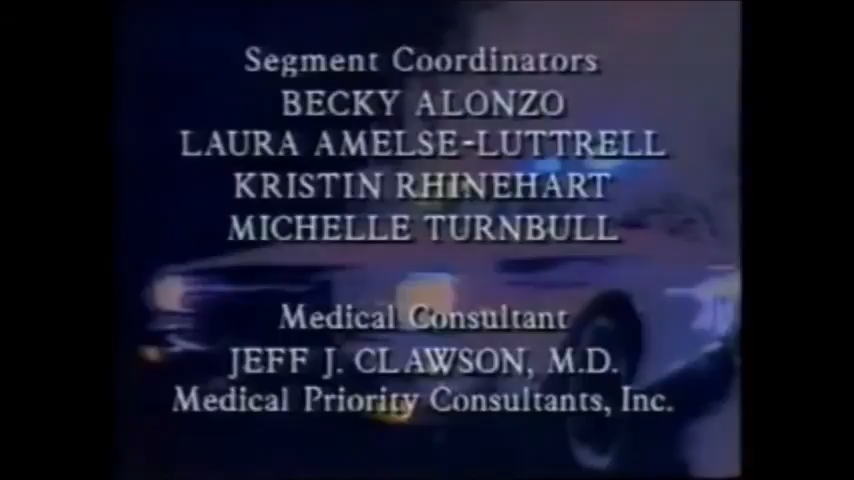 Segment Coordinators
BECKY ALONZO
LAURA AMELSE-LUTTRELL
KRISTIN RHINEHART
MICHELLE TURNBULL
Medical Consultant
JEFF J. CLAWSON, M.D.
Medical Priority Consultants, Inc.